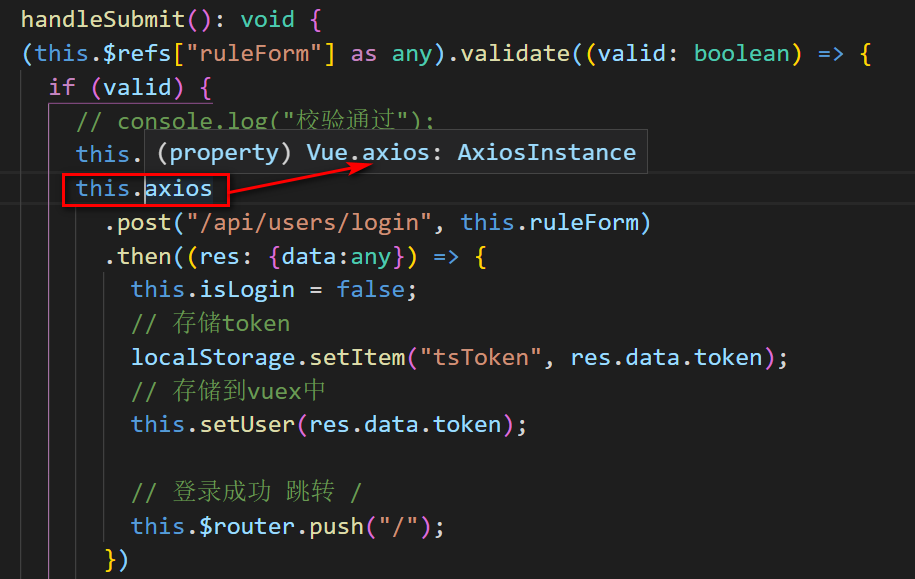 handleSubmit(): void {
(this.$refs["ruleForm"] as any).validate((valid: boolean) => {
if (valid) {
// console.log("校验通过");
this.
(property) Vue.axios: AxiosInstance
this.axios
.post("/api/users/login", this.ruleForm)
.then((res: {data:any}) => {
this.isLogin = false;
// 存储token
localStorage.setItem("tsToken", res.data.token);
// 存储到vuex中
this.setUser(res.data.token);
// 登录成功 跳转 /
this.$router.push("/");
})